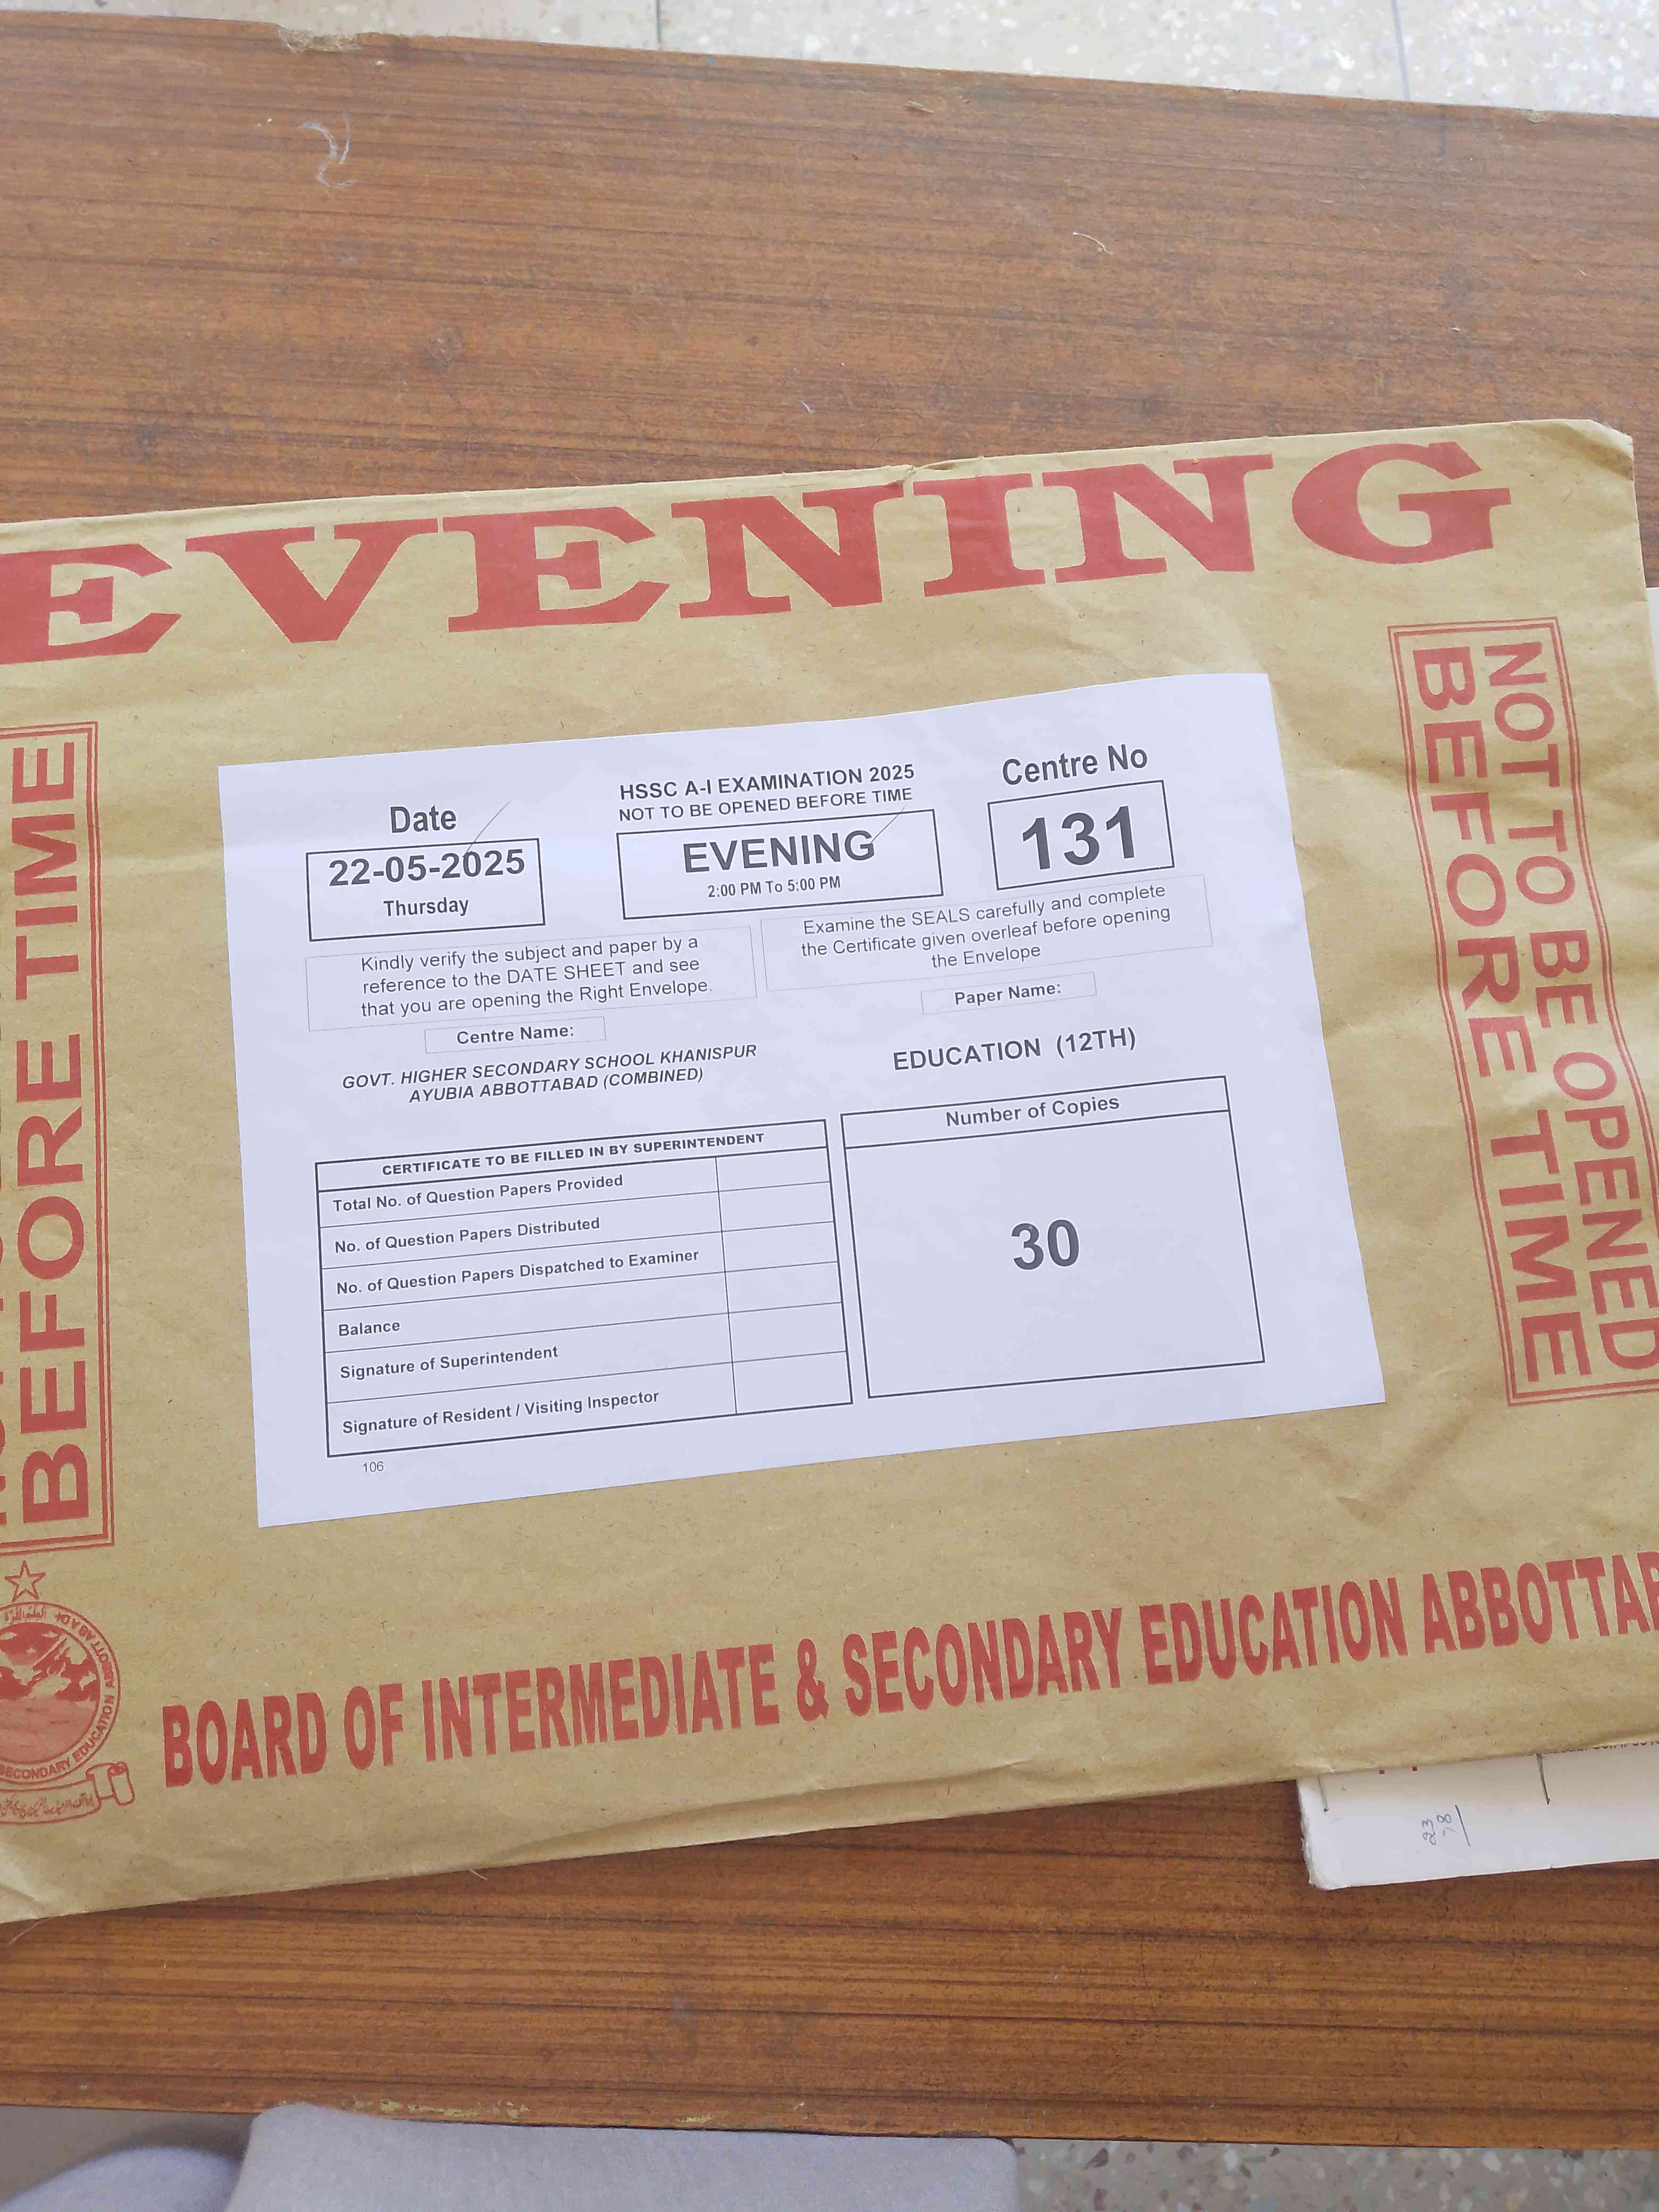 EVENING
NOT TO BE OPENED
BEFORE TIME
BEFORE TIME
Date
22-05-2025
Thursday
HSSC A-I EXAMINATION 2025
NOT TO BE OPENED BEFORE TIME
EVENING
2:00 PM To 5:00 PM
Centre No
131
Kindly verify the subject and paper by a
reference to the DATE SHEET and see
that you are opening the Right Envelope.
Examine the SEALS carefully and complete
the Certificate given overleaf before opening
the Envelope
Centre Name:
GOVT. HIGHER SECONDARY SCHOOL KHANISPUR
AYUBIA ABBOTTABAD (COMBINED)
Paper Name:
EDUCATION (12TH)
CERTIFICATE TO BE FILLED IN BY SUPERINTENDENT
Total No. of Question Papers Provided
No. of Question Papers Distributed
No. of Question Papers Dispatched to Examiner
Balance
Signature of Superintendent
Signature of Resident / Visiting Inspector
Number of Copies
30
106
BOARD OF INTERMEDIATE & SECONDARY EDUCATION ABBOTTAB
SECONDARY EDUCATION ABBOTTABAD
23
78